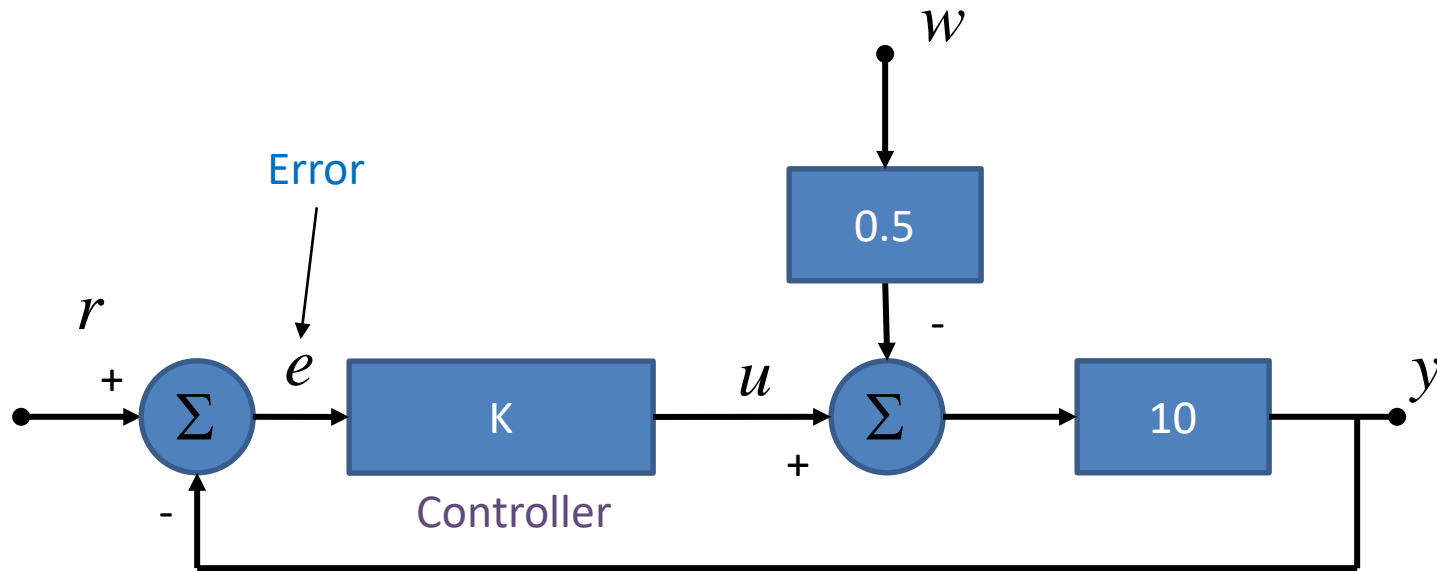 w
Error
0.5
r
-
e
u
y
+
Σ
K
Σ
10
+
-
Controller